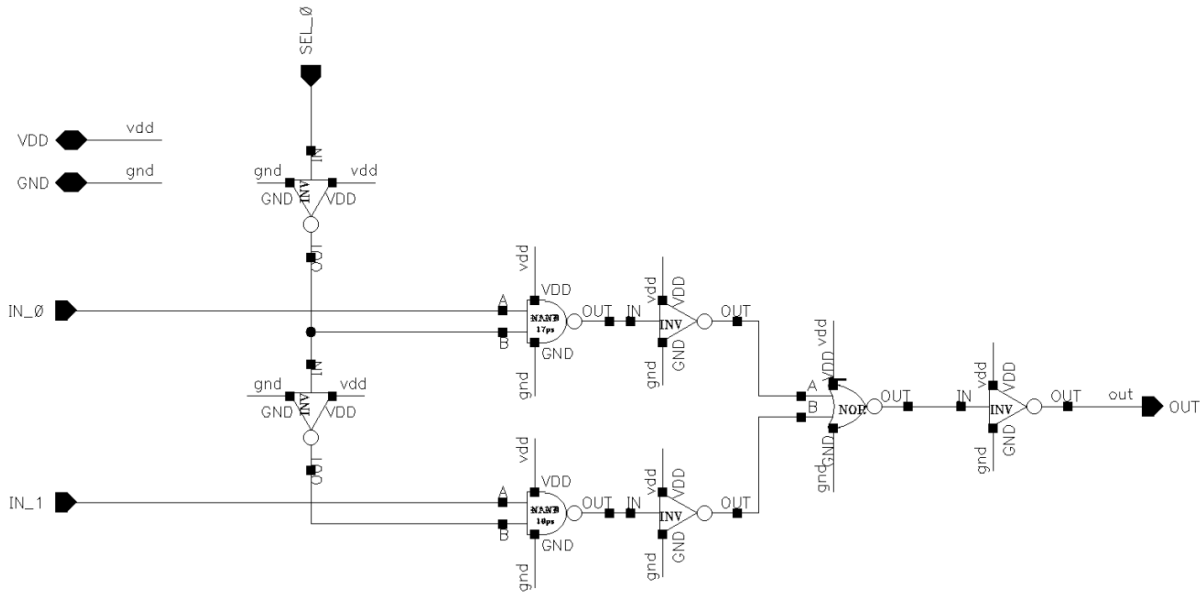 SEL_0
VDD vdd
GND gnd
IN
gnd vdd
INV
GND VDD
OUT
IN_0
A
B
vdd
VDD
NAND
17ps
GND
gnd
OUT
IN
vdd
VDD
INV
GND
gnd
OUT
IN
gnd vdd
INV
GND VDD
OUT
IN_1
A
B
vdd
VDD
NAND
GND
gnd
OUT
IN
vdd
VDD
INV
GND
gnd
OUT
A
B
vdd
VDD
NOR
GND
gnd
OUT
IN
vdd
VDD
INV
GND
gnd
OUT
out
OUT